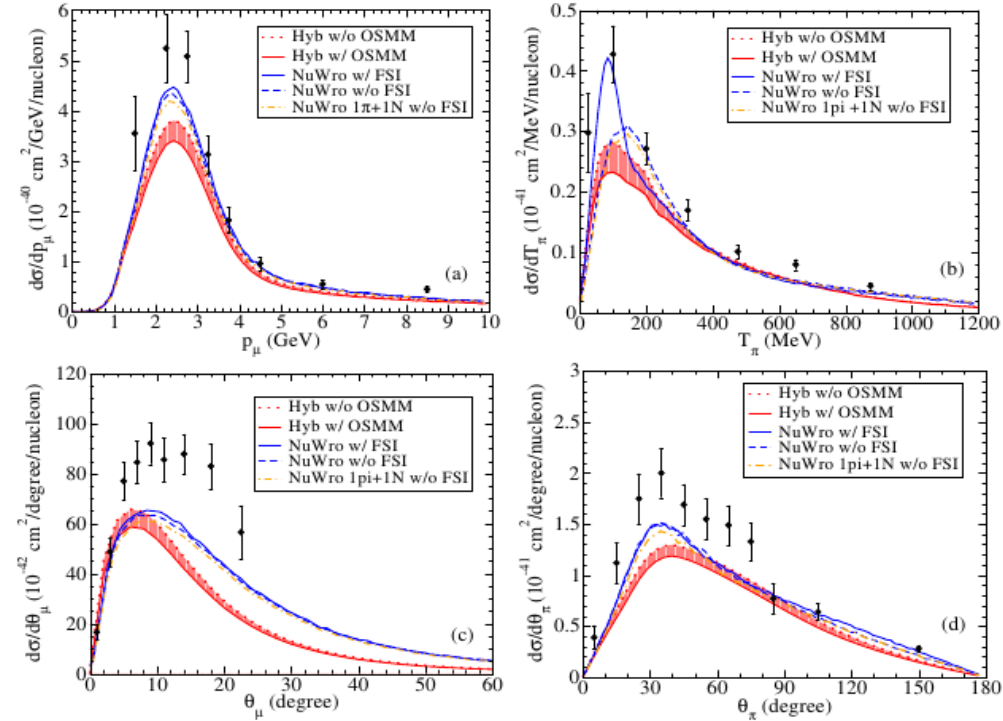 6
5
4
3
2
1
0
dσ/dp_μ (10^-40 cm^2/GeV/nucleon)
Hyb w/o OSMM
Hyb w/ OSMM
NuWro w/ FSI
NuWro w/o FSI
NuWro 1π+1N w/o FSI
(a)
0 1 2 3 4 5 6 7 8 9 10
p_μ (GeV)
0.5
0.4
0.3
0.2
0.1
0
dσ/dT_π (10^-41 cm^2/MeV/nucleon)
Hyb w/o OSMM
Hyb w/ OSMM
NuWro w/ FSI
NuWro w/o FSI
NuWro 1pi +1N w/o FSI
(b)
0 200 400 600 800 1000 1200
T_π (MeV)
120
100
80
60
40
20
0
dσ/dθ_μ (10^-42 cm^2/degree/nucleon)
Hyb w/o OSMM
Hyb w/ OSMM
NuWro w/ FSI
NuWro w/o FSI
NuWro 1pi+1N w/o FSI
(c)
0 10 20 30 40 50 60
θ_μ (degree)
3
2.5
2
1.5
1
0.5
0
dσ/dθ_π (10^-41 cm^2/degree/nucleon)
Hyb w/o OSMM
Hyb w/ OSMM
NuWro w/ FSI
NuWro w/o FSI
NuWro 1pi+1N w/o FSI
(d)
0 30 60 90 120 150 180
θ_π (degree)